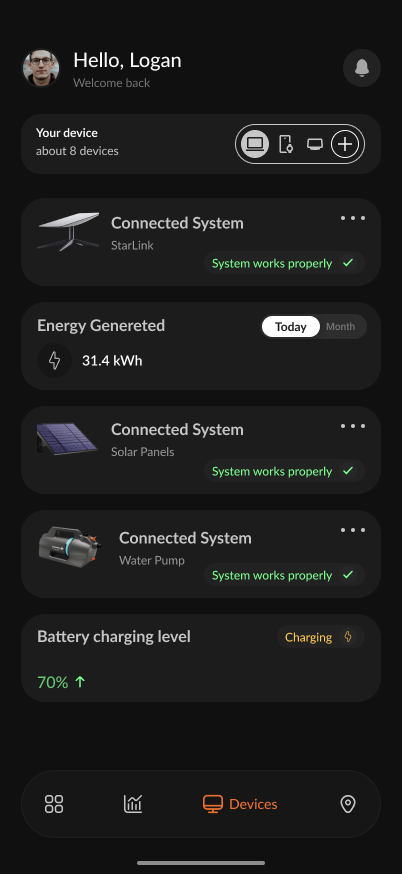 Hello, Logan
Welcome back
Your device
about 8 devices
Connected System
StarLink
System works properly
Energy Genereted
Today
Month
31.4 kWh
Connected System
Solar Panels
System works properly
Connected System
Water Pump
System works properly
Battery charging level
Charging
70%
Devices